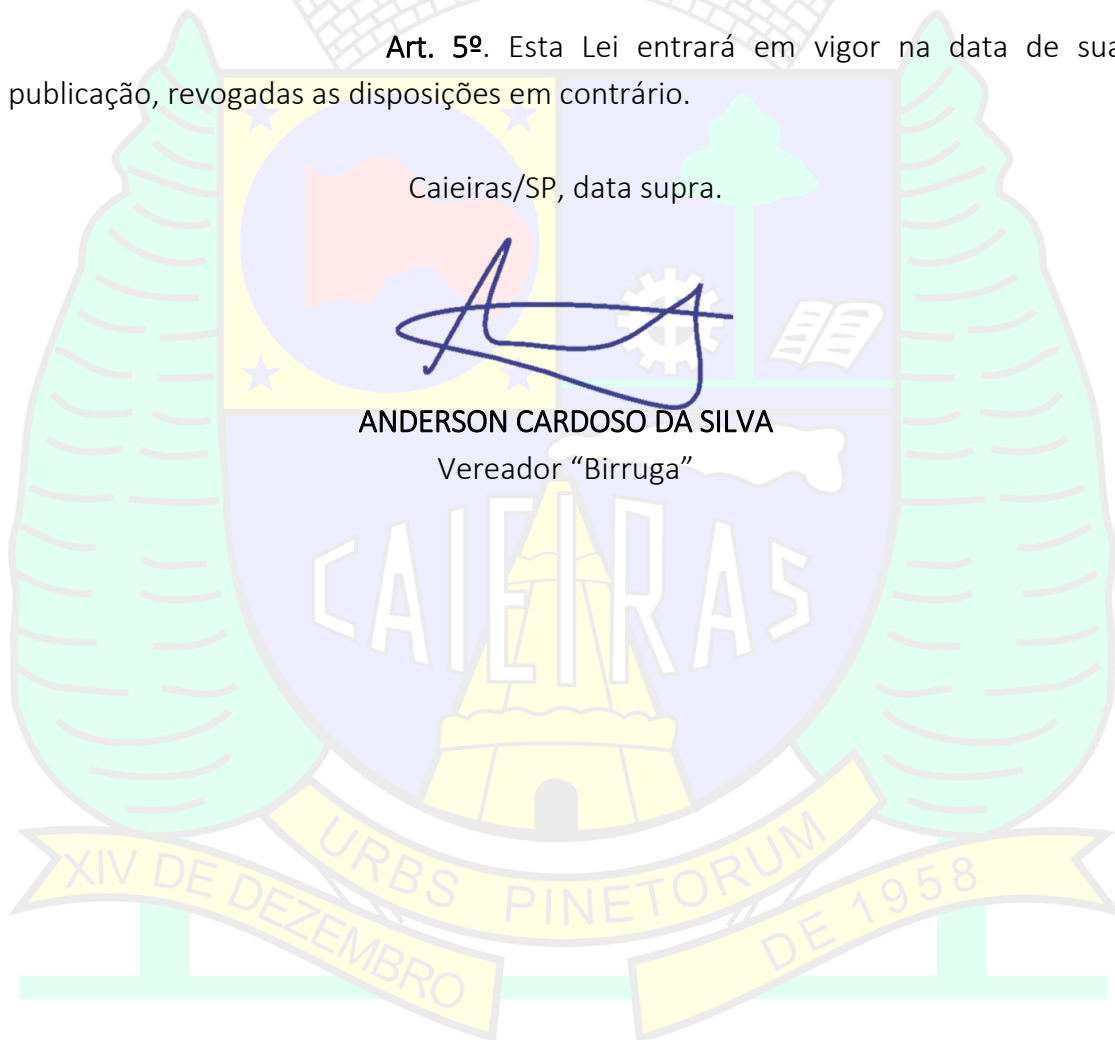 Art. 5º. Esta Lei entrará em vigor na data de sua
publicação, revogadas as disposições em contrário.
Caieiras/SP, data supra.
ANDERSON CARDOSO DA SILVA
Vereador “Birruga”
CAIEIRAS
URBS PINETORUM
XIV DE DEZEMBRO DE 1958